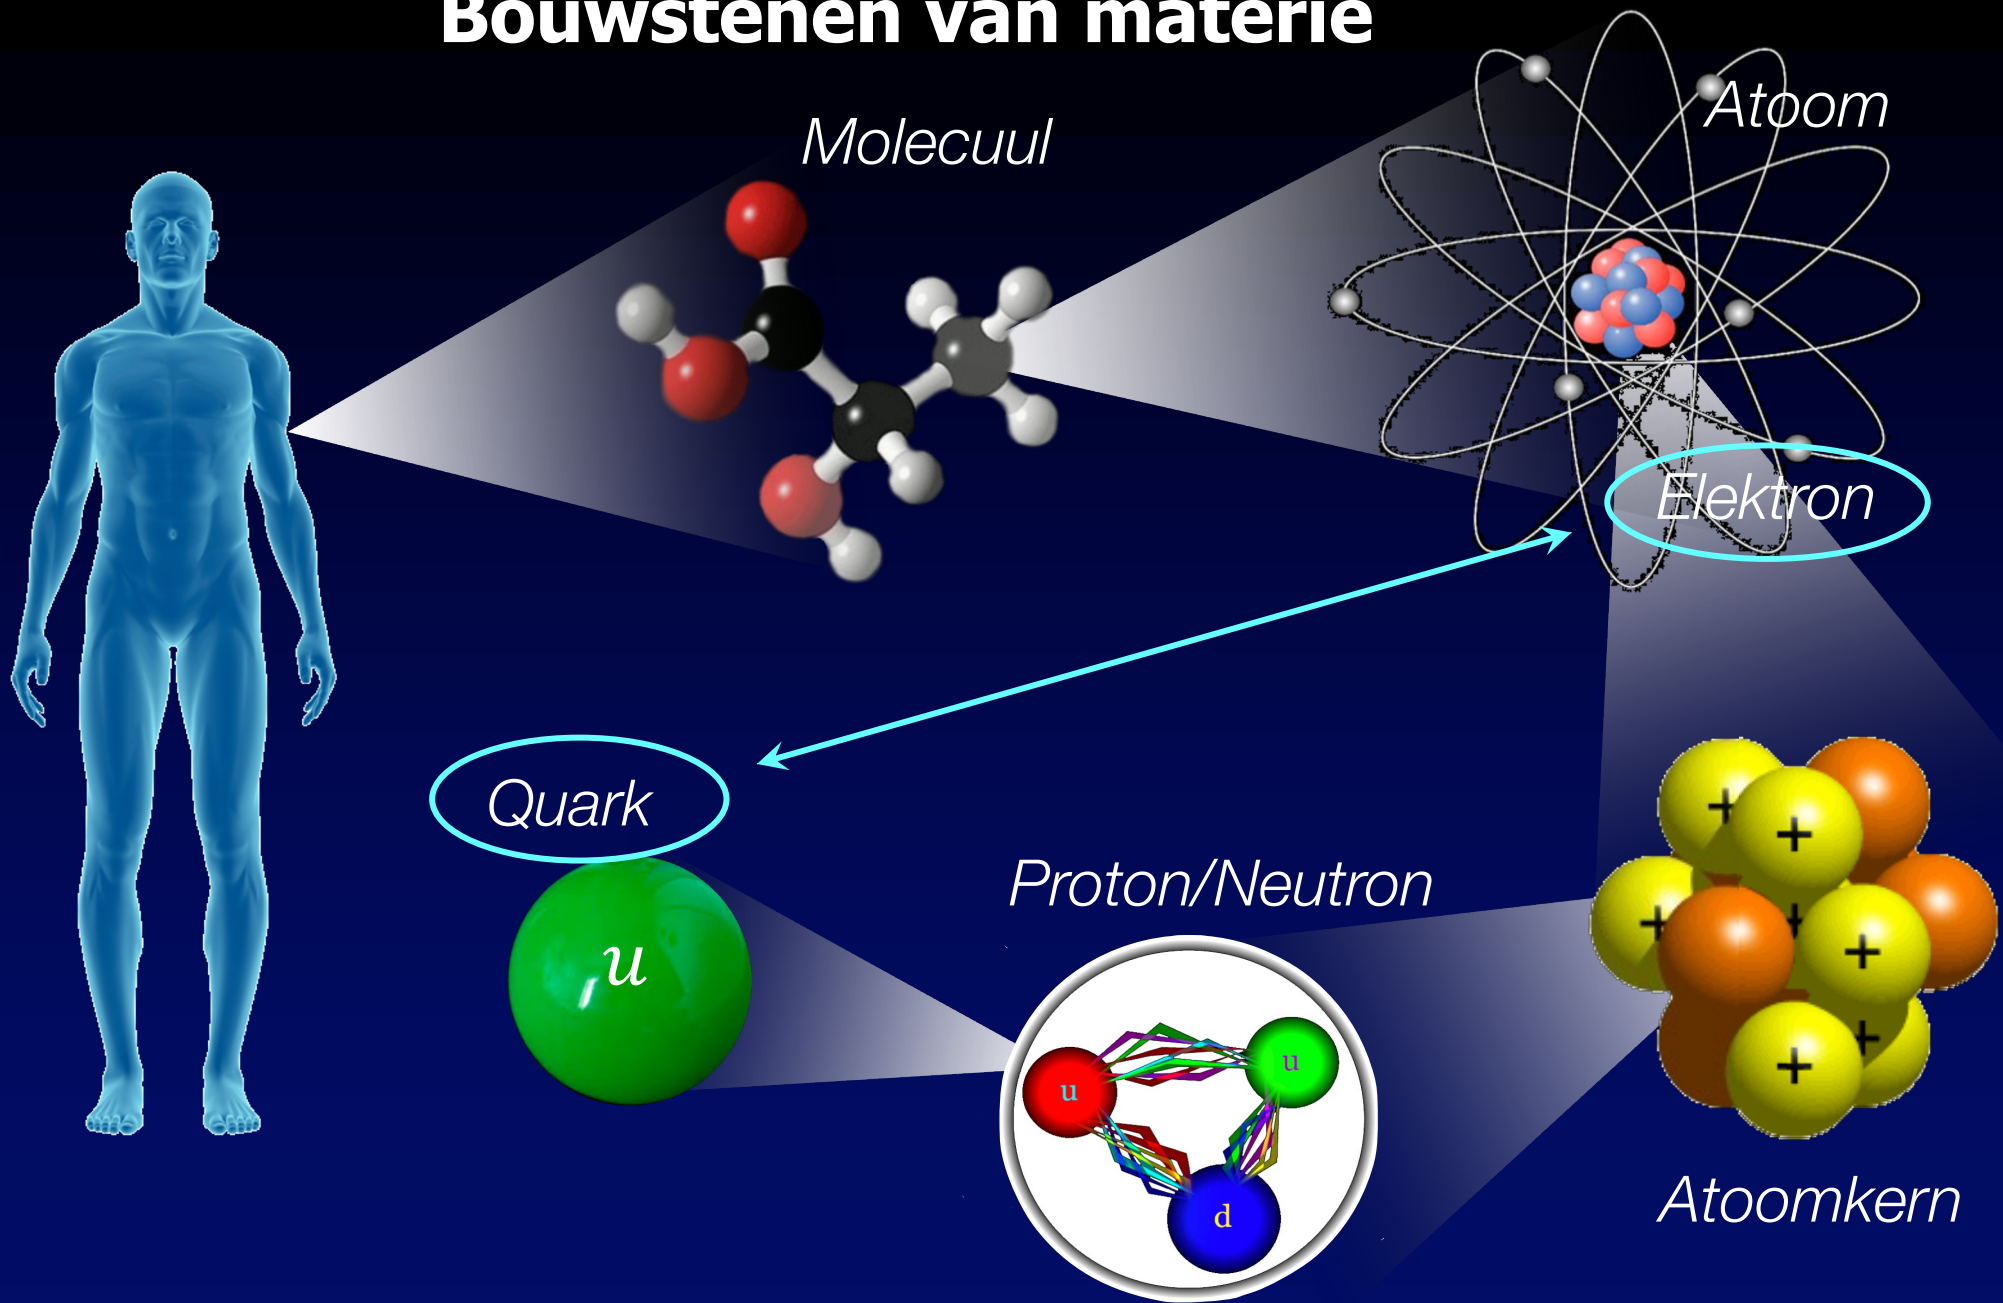 Bouwstenen van materie
Molecuul
Atoom
Elektron
Quark
u
Proton/Neutron
u
u
d
+
+
+
+
+
+
+
Atoomkern